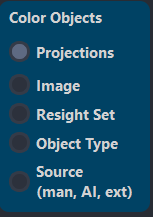 Color Objects
Projections
Image
Resight Set
Object Type
Source
(man, AI, ext)